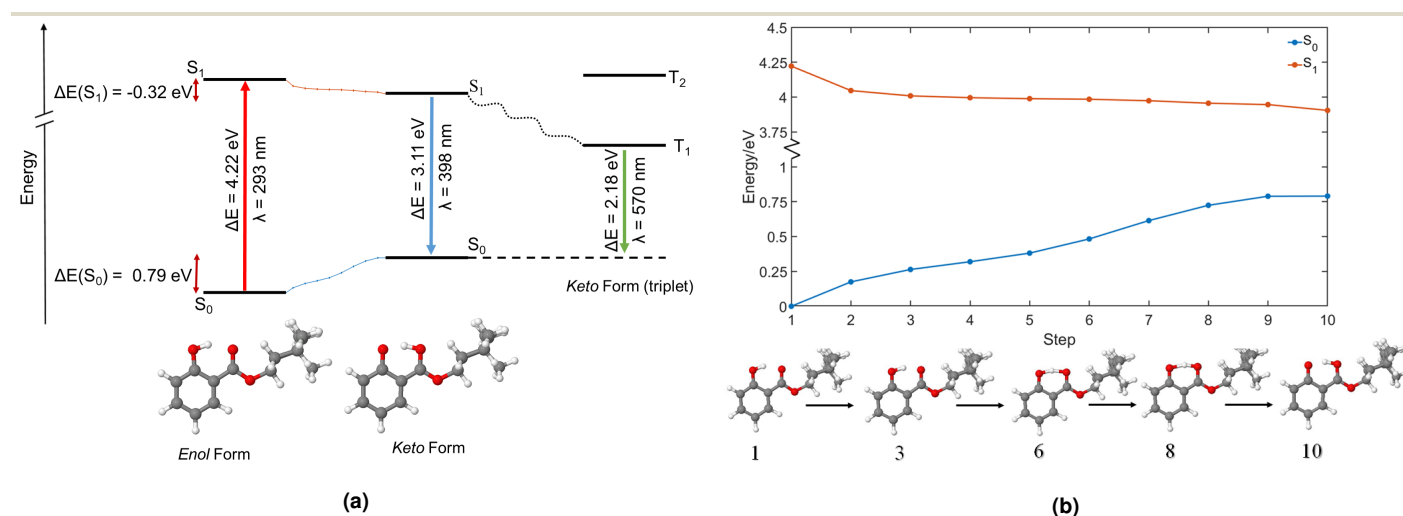 Energy
S₁
ΔE(S₁) = -0.32 eV
ΔE = 4.22 eV
λ = 293 nm
ΔE(S₀) = 0.79 eV
S₀
S₁
ΔE = 3.11 eV
λ = 398 nm
S₀
T₂
T₁
ΔE = 2.18 eV
λ = 570 nm
Keto Form (triplet)
Enol Form
Keto Form
(a)
Energy/eV
4.5
4.25
4
3.75
1
0.75
0.5
0.25
0
S₀
S₁
1 2 3 4 5 6 7 8 9 10
Step
1 3 6 8 10
(b)